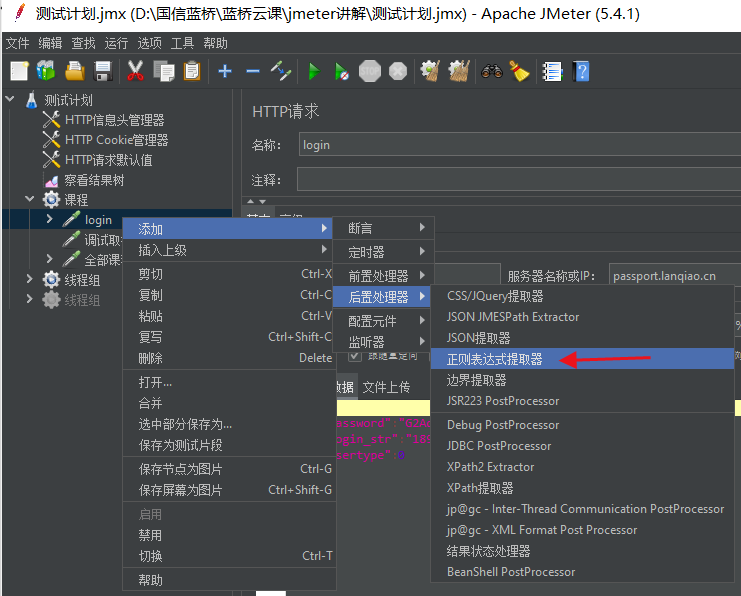 测试计划.jmx (D:\国信蓝桥\蓝桥云课\jmeter讲解\测试计划.jmx) - Apache JMeter (5.4.1)
文件 编辑 查找 运行 选项 工具 帮助
STOP
测试计划
HTTP信息头管理器
HTTP Cookie管理器
HTTP请求默认值
察看结果树
课程
login
调试取
全部课
线程组
线程组
HTTP请求
名称: login
注释:
服务器名称或IP: passport.lanqiao.cn
跟随重定向
数据 文件上传
assword":"GzA
ogin_str":"18
sertype":0
添加
插入上级
剪切 Ctrl-X
复制 Ctrl-C
粘贴 Ctrl-V
复写 Ctrl+Shift-C
删除 Delete
打开...
合并
选中部分保存为...
保存为测试片段
保存节点为图片 Ctrl-G
保存屏幕为图片 Ctrl+Shift-G
启用
禁用
切换 Ctrl-T
帮助
断言
定时器
前置处理器
后置处理器
配置元件
监听器
CSS/JQuery提取器
JSON JMESPath Extractor
JSON提取器
正则表达式提取器
边界提取器
JSR223 PostProcessor
Debug PostProcessor
JDBC PostProcessor
XPath2 Extractor
XPath提取器
jp@gc - Inter-Thread Communication PostProcessor
jp@gc - XML Format Post Processor
结果状态处理器
BeanShell PostProcessor